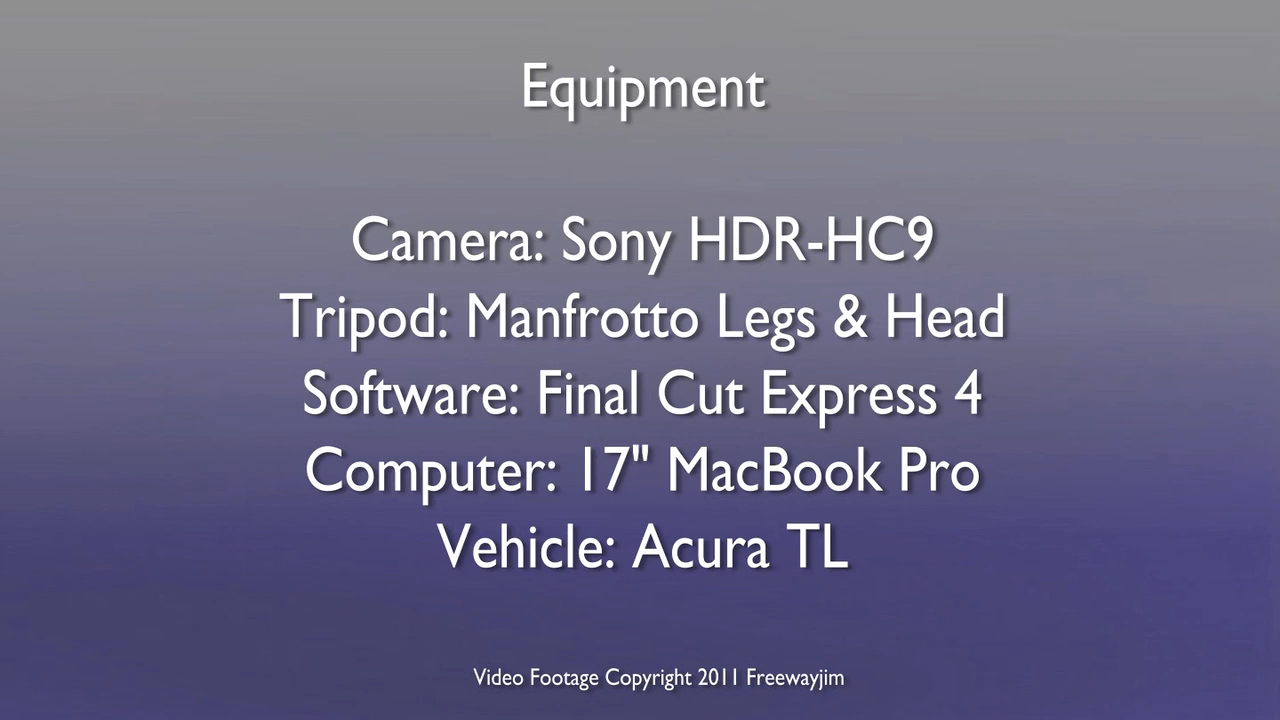 Equipment
Camera: Sony HDR-HC9
Tripod: Manfrotto Legs & Head
Software: Final Cut Express 4
Computer: 17" MacBook Pro
Vehicle: Acura TL
Video Footage Copyright 2011 Freewayjim